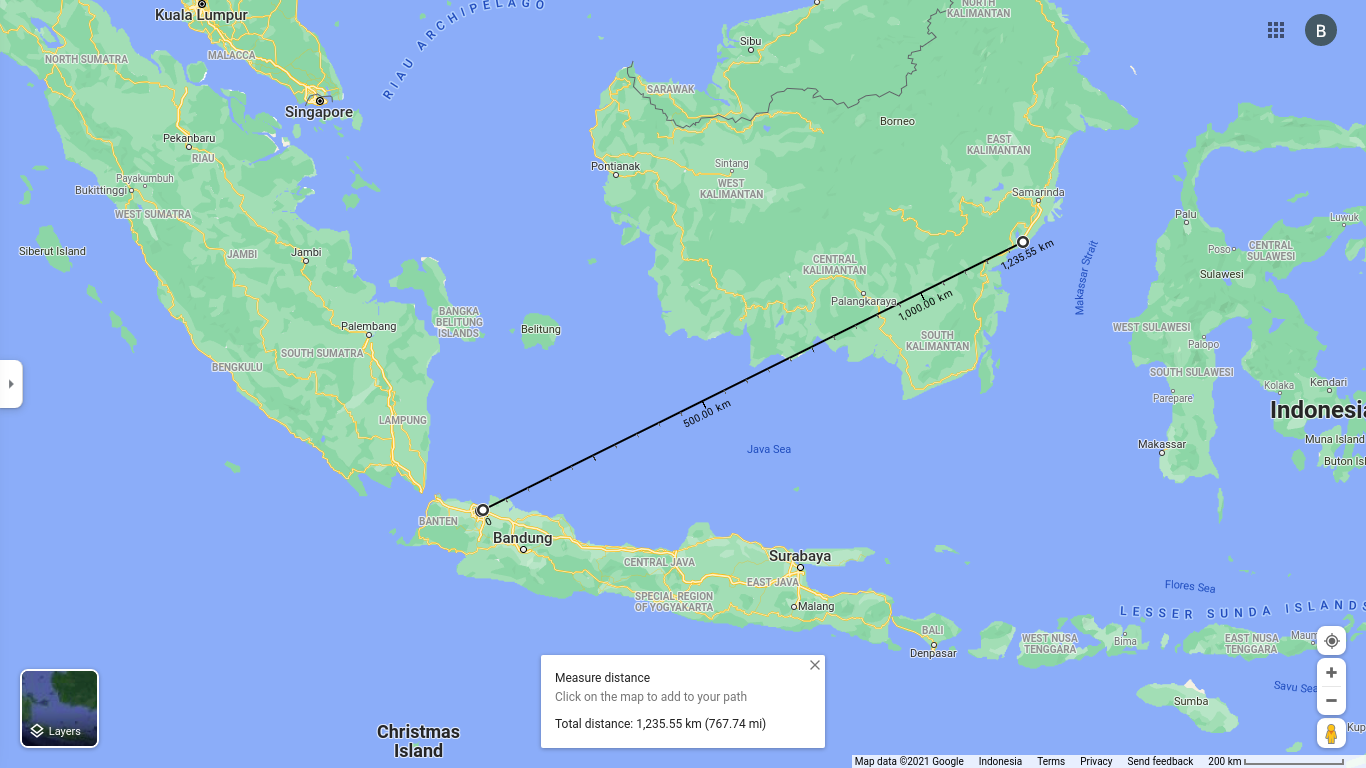 Kuala Lumpur
MALACCA
NORTH SUMATRA
RIAU ARCHIPELAGO
Singapore
Pekanbaru
RIAU
Payakumbuh
Bukittinggi
WEST SUMATRA
Siberut Island
JAMBI
Jambi
BANGKA
BELITUNG
ISLANDS
Belitung
Palembang
SOUTH SUMATRA
BENGKULU
LAMPUNG
NORTH
KALIMANTAN
Sibu
SARAWAK
Borneo
EAST
KALIMANTAN
Pontianak
Sintang
WEST
KALIMANTAN
Samarinda
CENTRAL
KALIMANTAN
Palangkaraya
SOUTH
KALIMANTAN
1,235.55 km
1,000.00 km
500.00 km
0
Makassar Strait
Palu
Poso
Luwuk
CENTRAL
SULAWESI
Sulawesi
WEST SULAWESI
Palopo
SOUTH SULAWESI
Parepare
Kolaka
Kendari
Indonesia
Makassar
Muna Island
Buton Isl
Java Sea
BANTEN
Bandung
CENTRAL JAVA
Surabaya
EAST JAVA
SPECIAL REGION
OF YOGYAKARTA
Malang
BALI
Denpasar
Flores Sea
LESSER SUNDA ISLANDS
WEST NUSA
TENGGARA
Bima
EAST NUSA
TENGGARA
Maum
Savu Sea
Sumba
Kup
Christmas
Island
B
Layers
Measure distance
Click on the map to add to your path
Total distance: 1,235.55 km (767.74 mi)
Map data ©2021 Google Indonesia Terms Privacy Send feedback 200 km